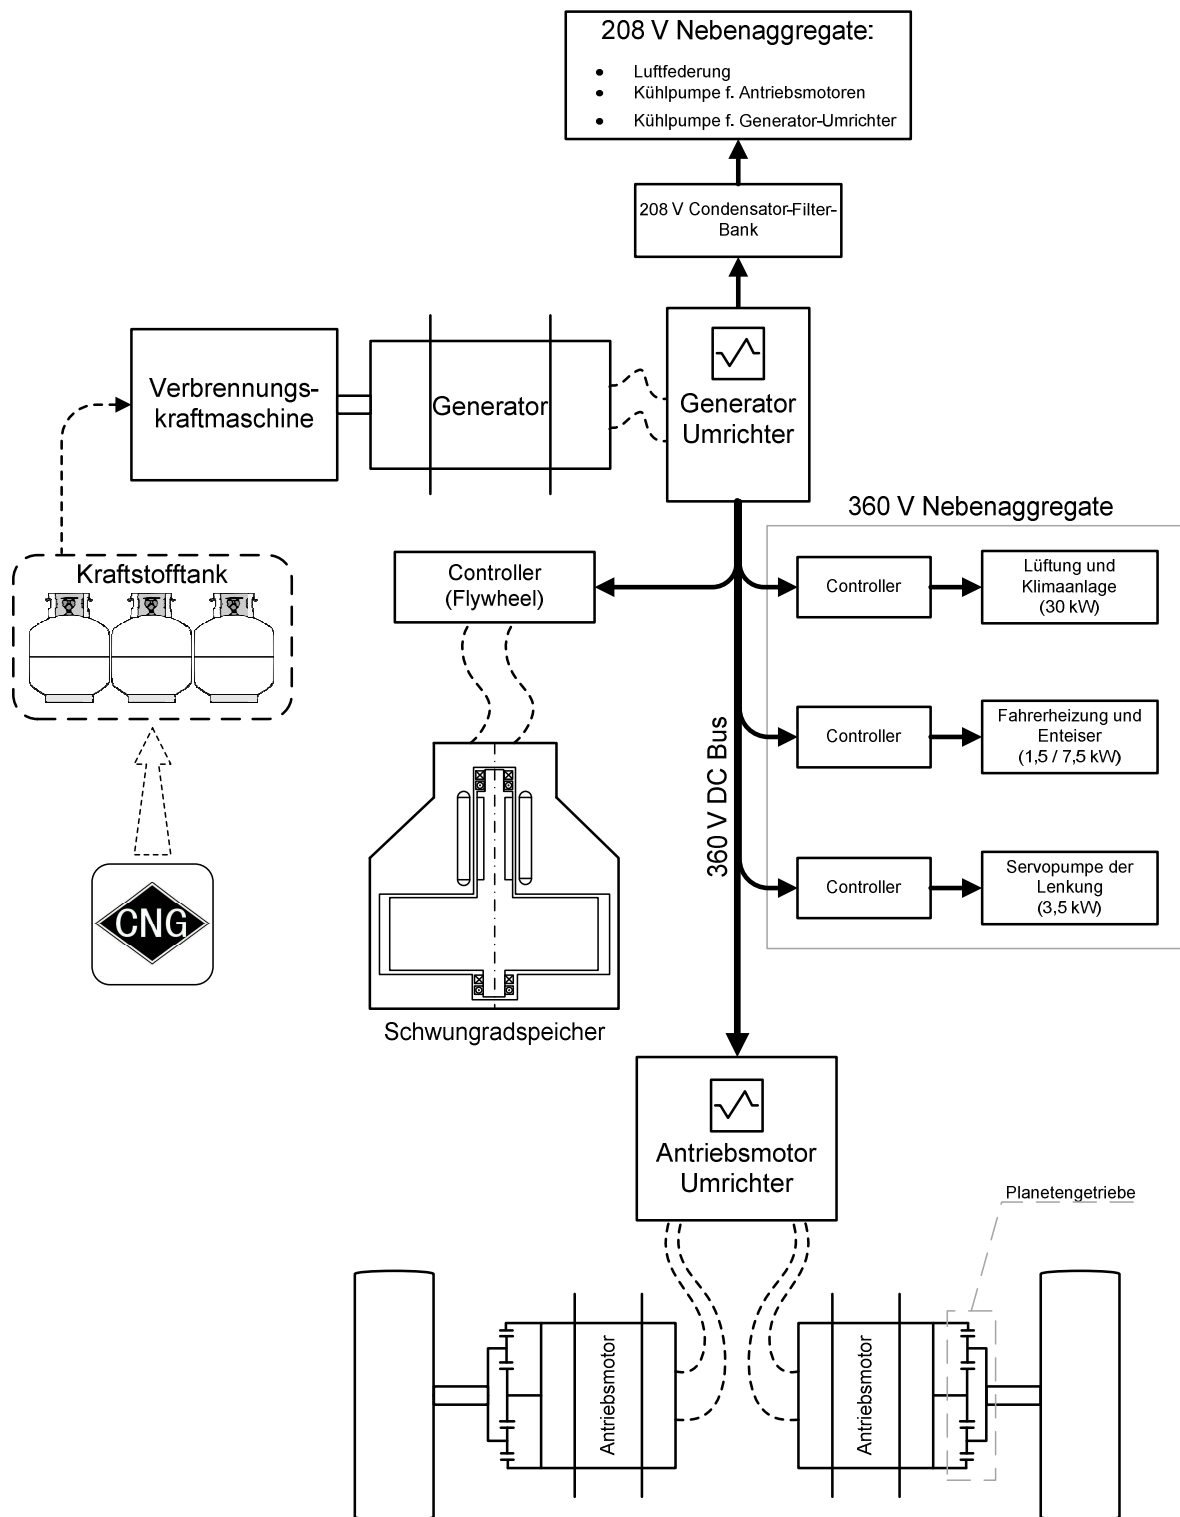 208 V Nebenaggregate:
• Luftfederung
• Kühlpumpe f. Antriebsmotoren
• Kühlpumpe f. Generator-Umrichter
208 V Condensator-Filter-
Bank
Verbrennungs-
kraftmaschine
Generator
Generator
Umrichter
360 V Nebenaggregate
Kraftstofftank
Controller
(Flywheel)
Controller
Lüftung und
Klimaanlage
(30 kW)
Controller
Fahrerheizung und
Enteiser
(1,5 / 7,5 kW)
360 V DC Bus
Controller
Servopumpe der
Lenkung
(3,5 kW)
CNG
Schwungradspeicher
Antriebsmotor
Umrichter
Planetengetriebe
Antriebsmotor
Antriebsmotor